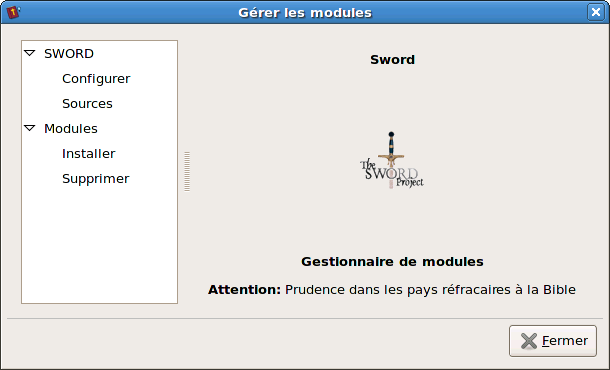 Gérer les modules
SWORD
Configurer
Sources
Modules
Installer
Supprimer
Sword
The
SWORD
Project
Gestionnaire de modules
Attention: Prudence dans les pays réfracaires à la Bible
Fermer